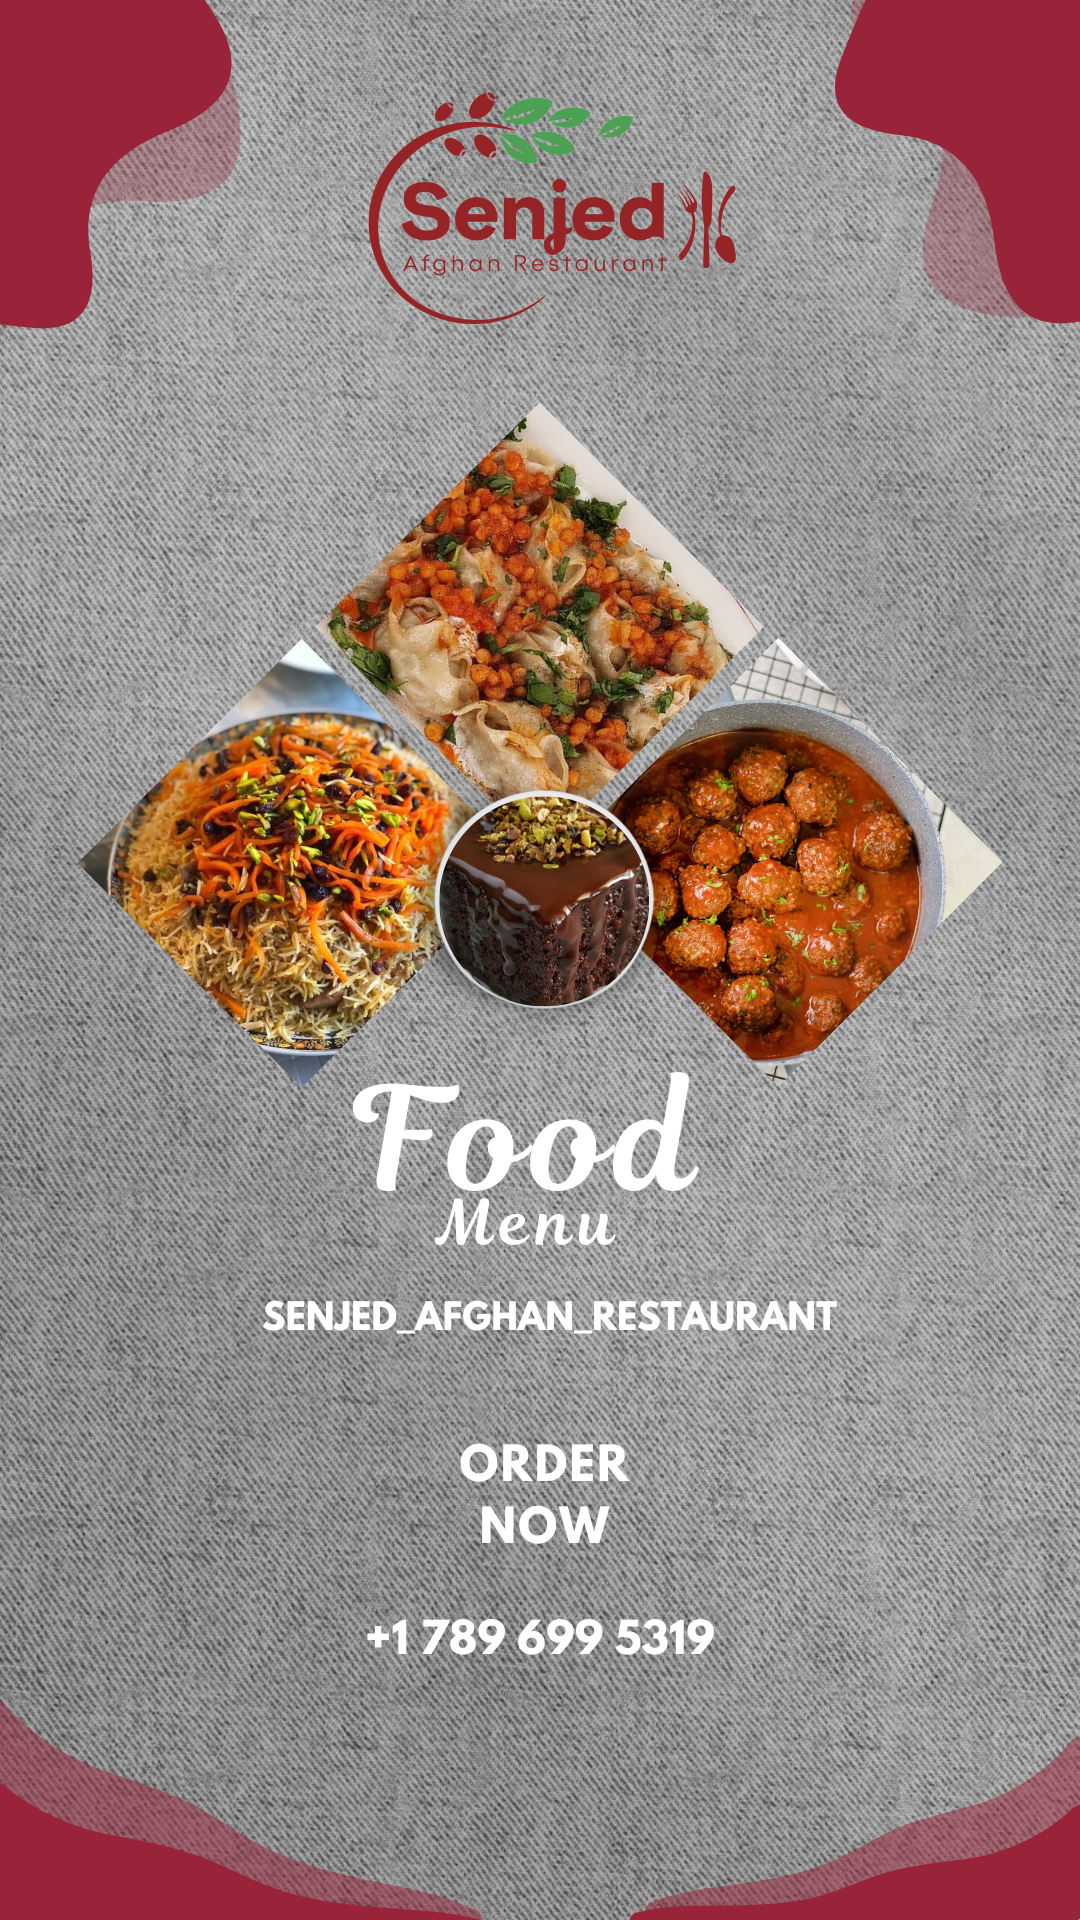 Senjed
Afghan Restaurant
Food
Menu
SENJED_AFGHAN_RESTAURANT
ORDER
NOW
+1 789 699 5319